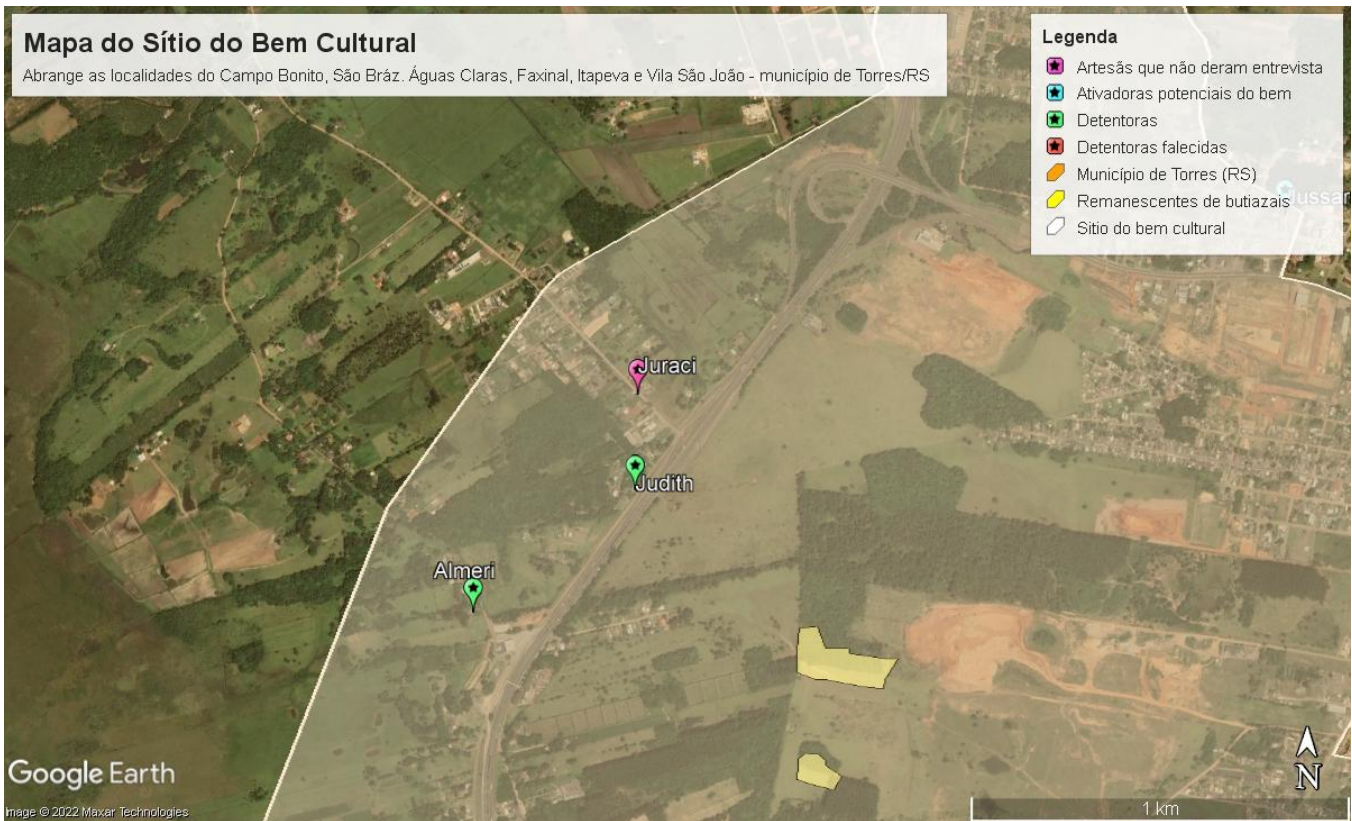 Mapa do Sítio do Bem Cultural
Abrange as localidades do Campo Bonito, São Bráz. Águas Claras, Faxinal, Itapeva e Vila São João - município de Torres/RS
Legenda
Artesãs que não deram entrevista
Ativadoras potenciais do bem
Detentoras
Detentoras falecidas
Município de Torres (RS)
Remanescentes de butiazais
Sitio do bem cultural
Jussar
Juraci
Judith
Almeri
Google Earth
Image © 2022 Maxar Technologies
N
1 km